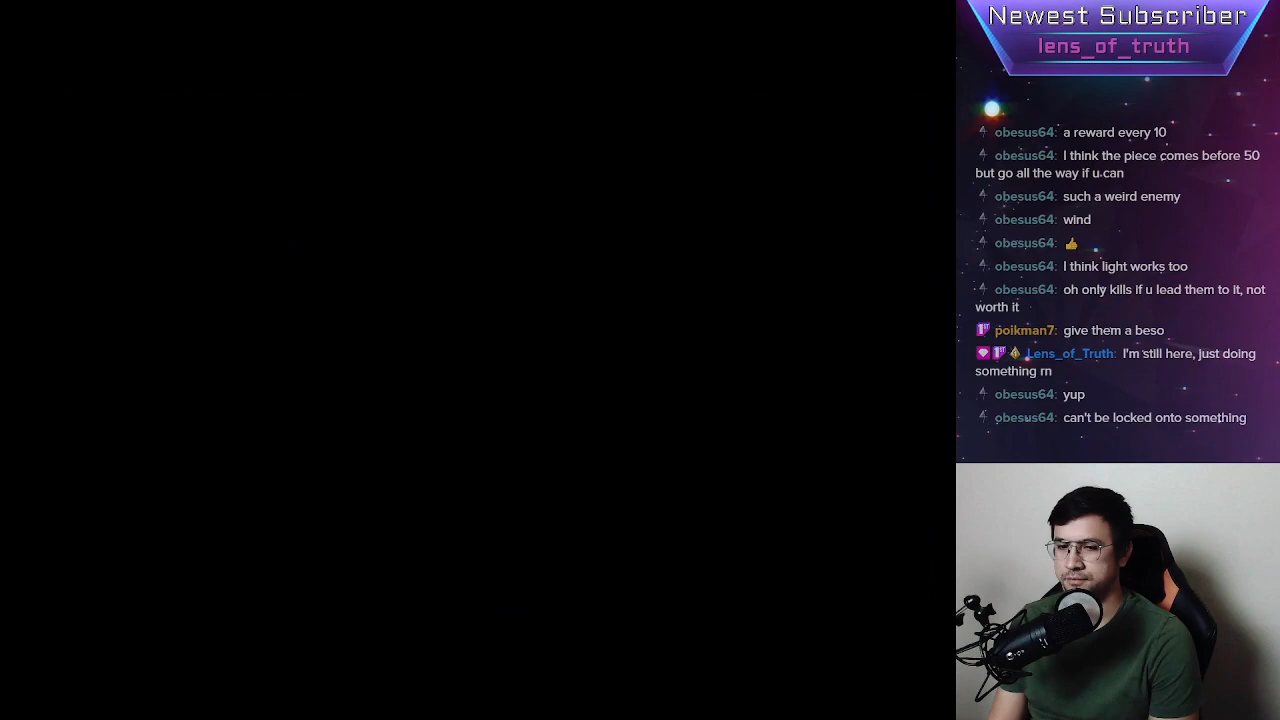 Newest Subscriber
lens_of_truth
obesus64: a reward every 10
obesus64: I think the piece comes before 50
but go all the way if u can
obesus64: such a weird enemy
obesus64: wind
obesus64: 👍
obesus64: I think light works too
obesus64: oh only kills if u lead them to it, not
worth it
1ST poikman7: give them a beso
1ST Lens_of_Truth: I'm still here, just doing
something rn
obesus64: yup
obesus64: can't be locked onto something